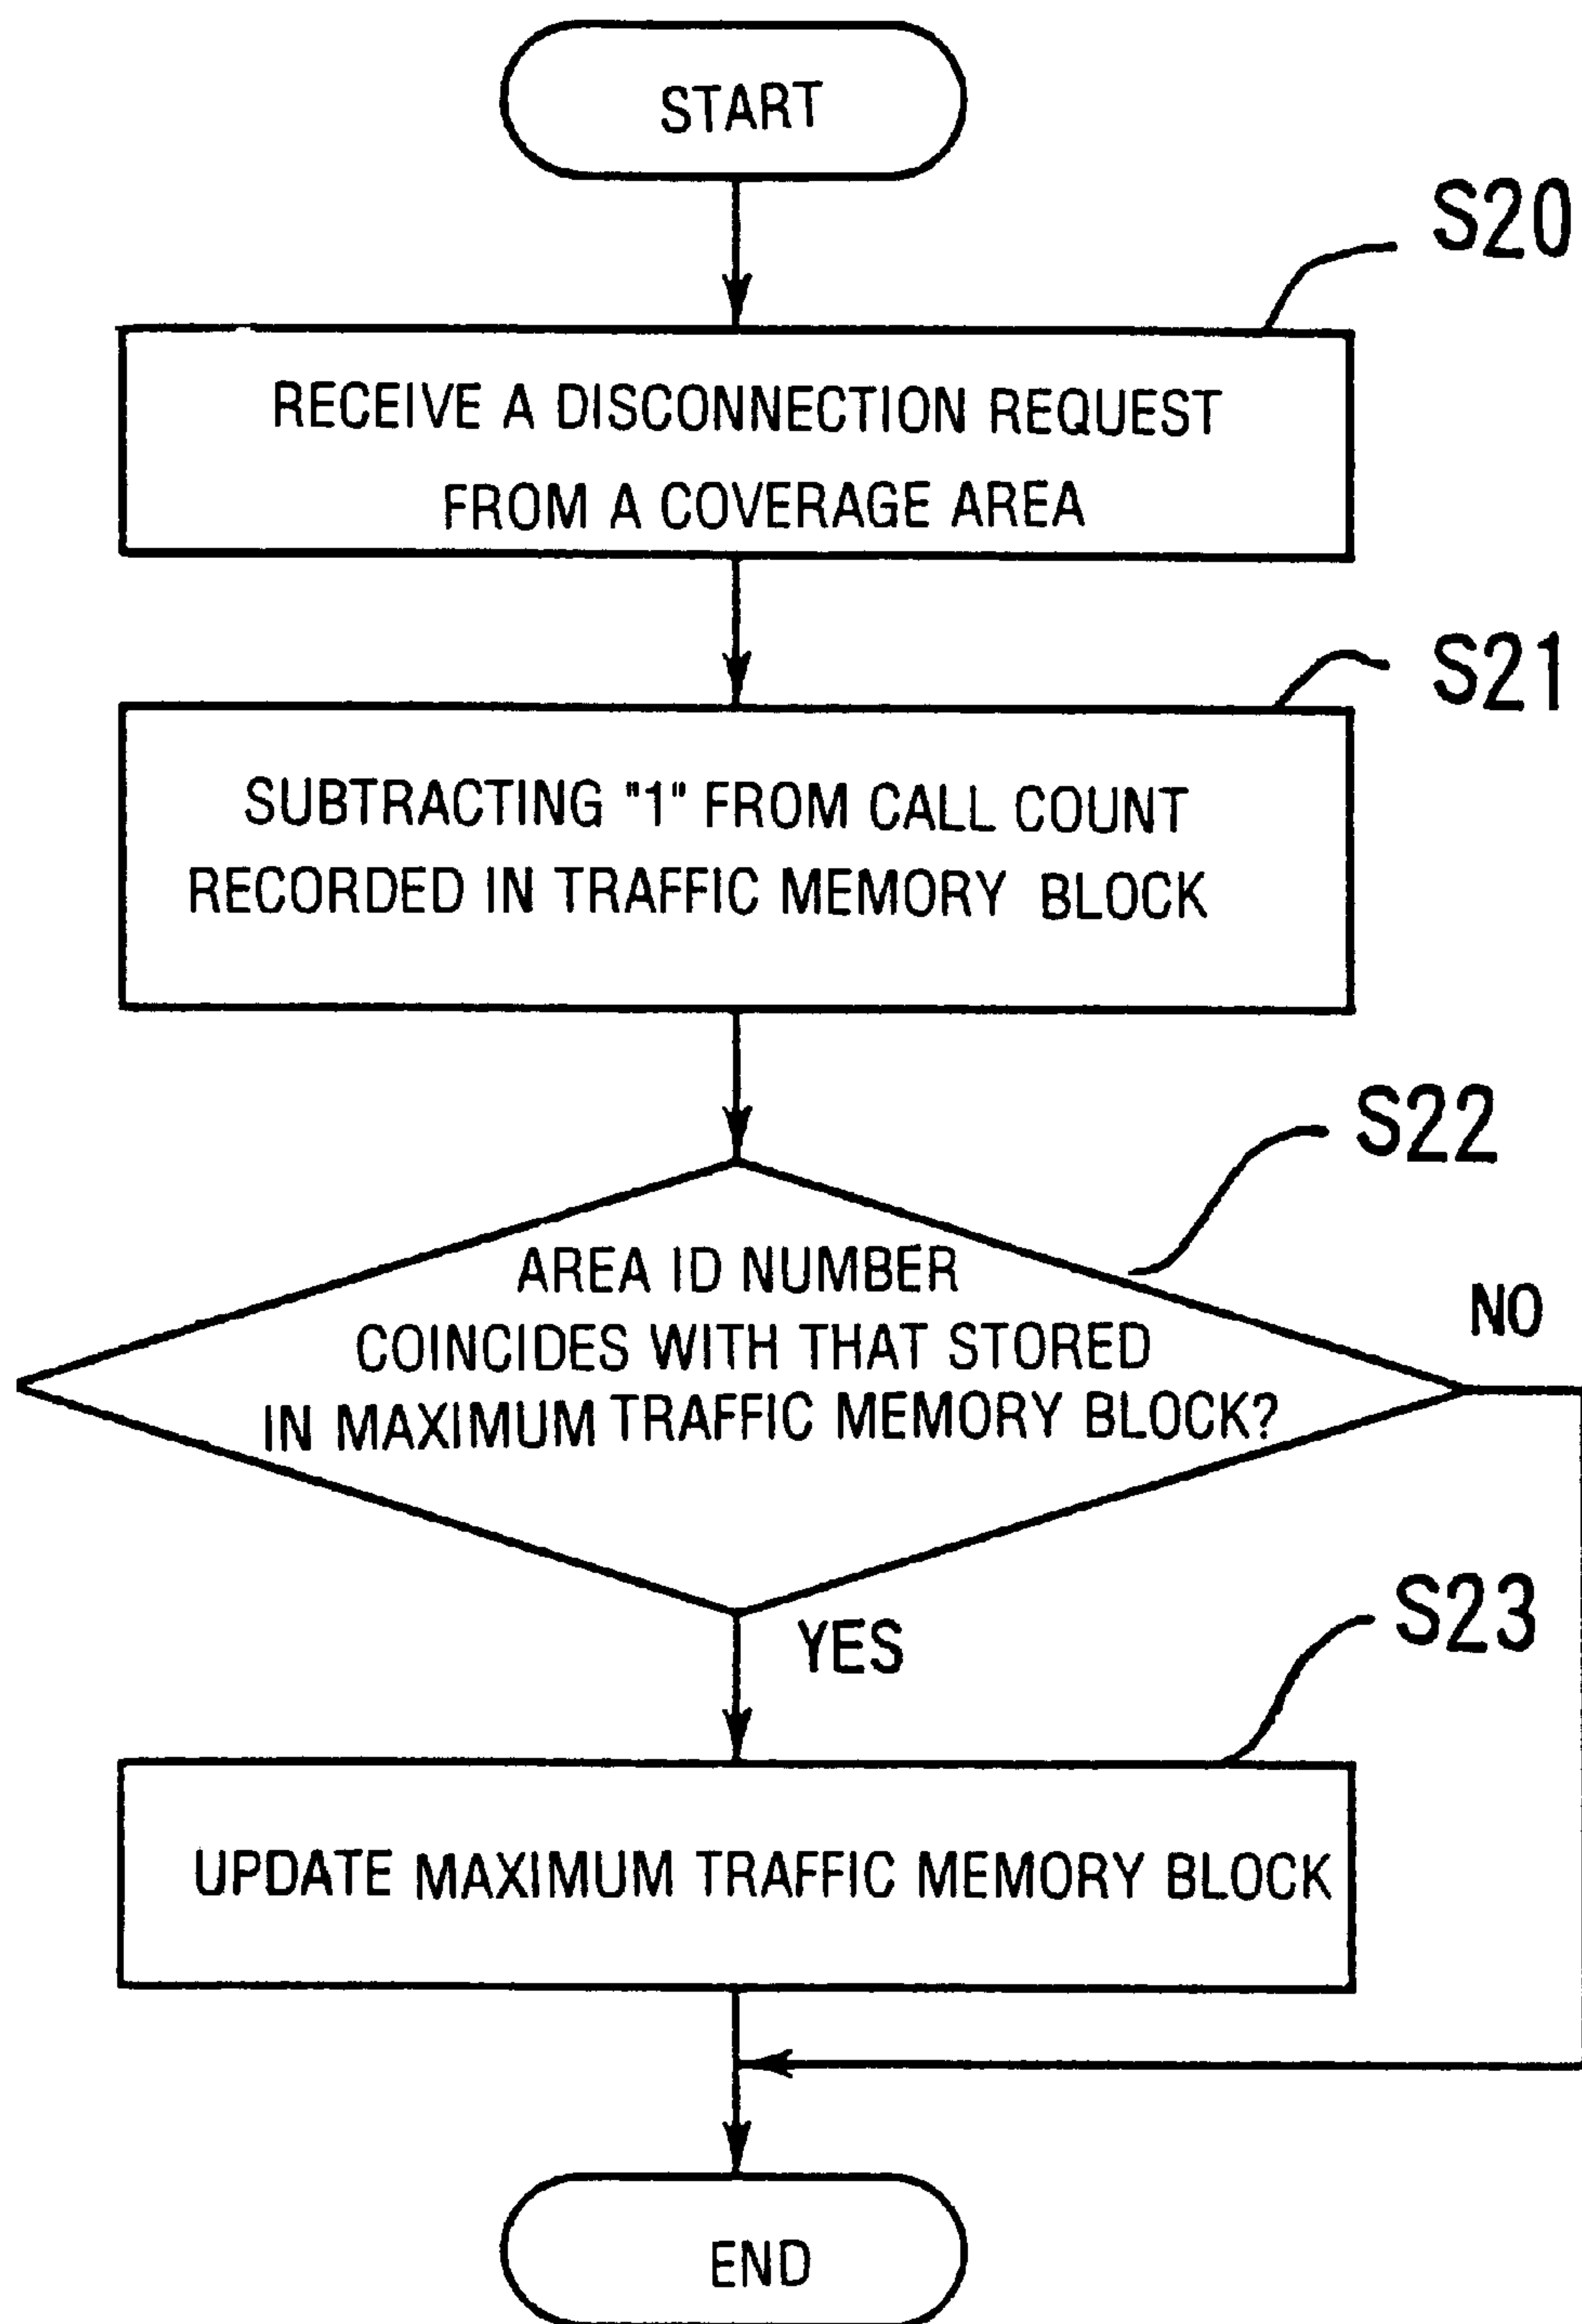 START
S20
RECEIVE A DISCONNECTION REQUEST
FROM A COVERAGE AREA
S21
SUBTRACTING "1" FROM CALL COUNT
RECORDED IN TRAFFIC MEMORY BLOCK
S22
AREA ID NUMBER
COINCIDES WITH THAT STORED
IN MAXIMUM TRAFFIC MEMORY BLOCK?
NO
YES
S23
UPDATE MAXIMUM TRAFFIC MEMORY BLOCK
END